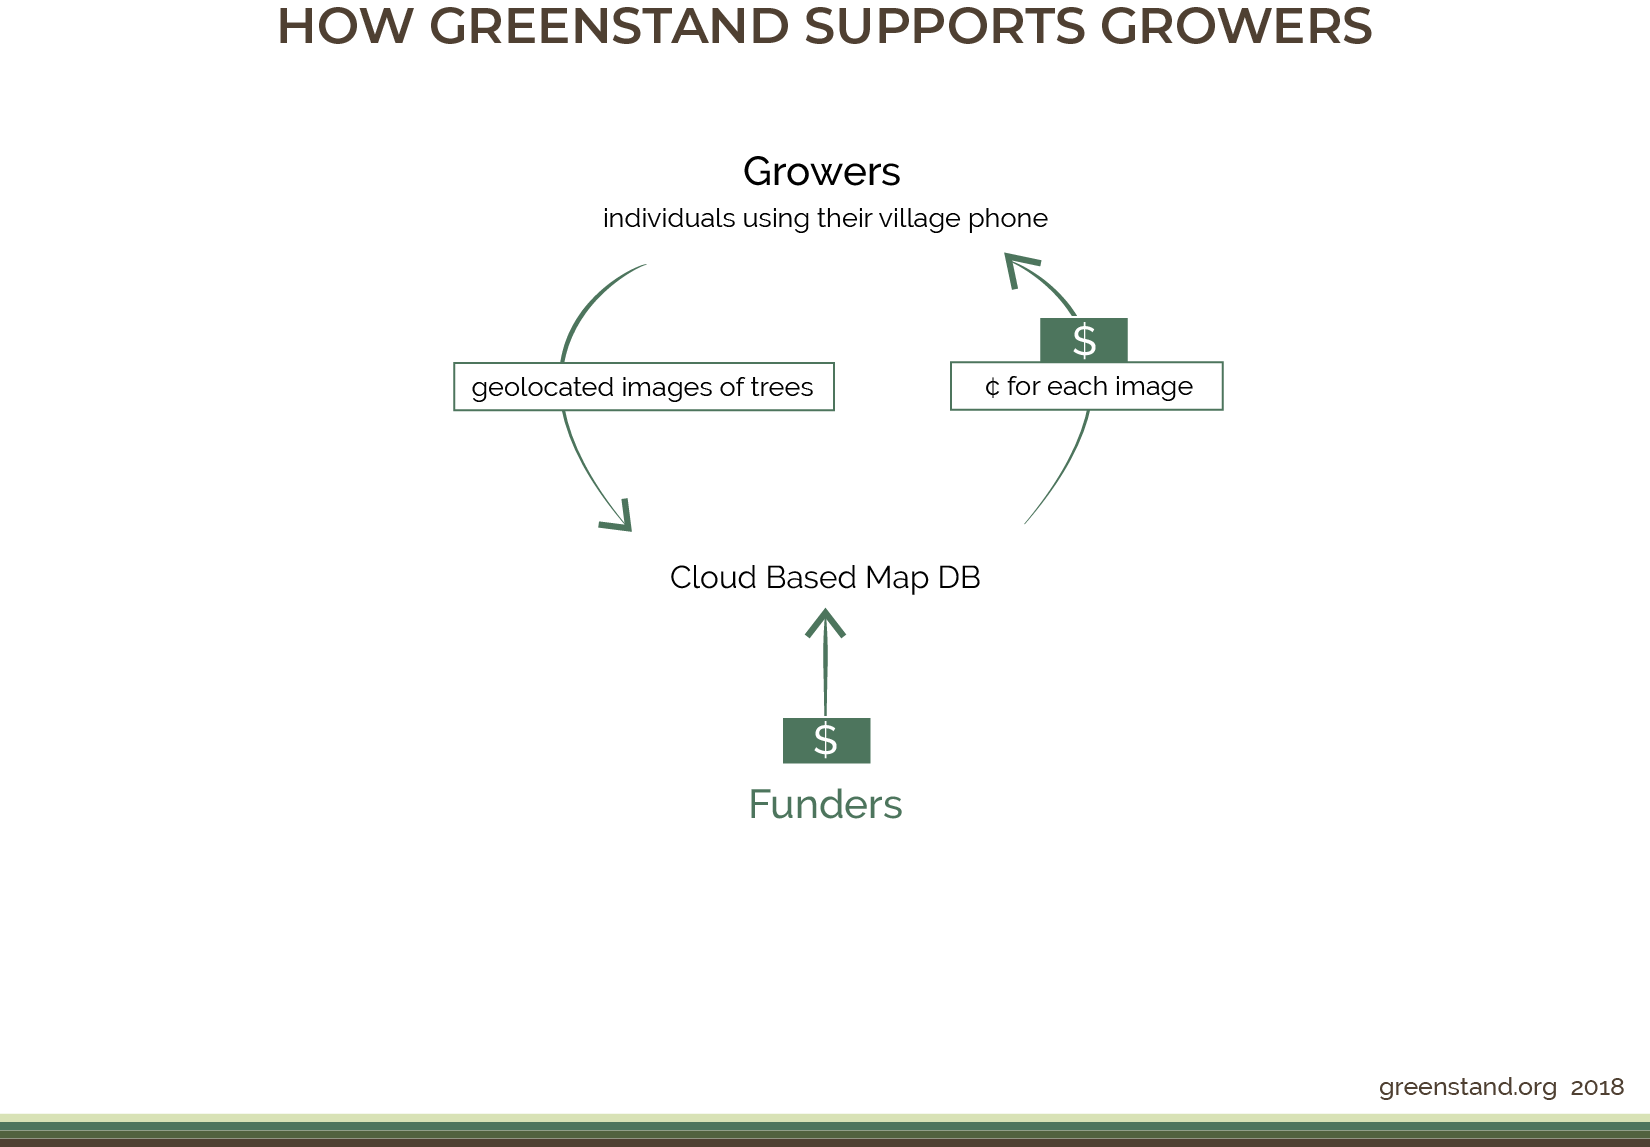 HOW GREENSTAND SUPPORTS GROWERS
Growers
individuals using their village phone
$
geolocated images of trees
¢ for each image
Cloud Based Map DB
$
Funders
greenstand.org 2018